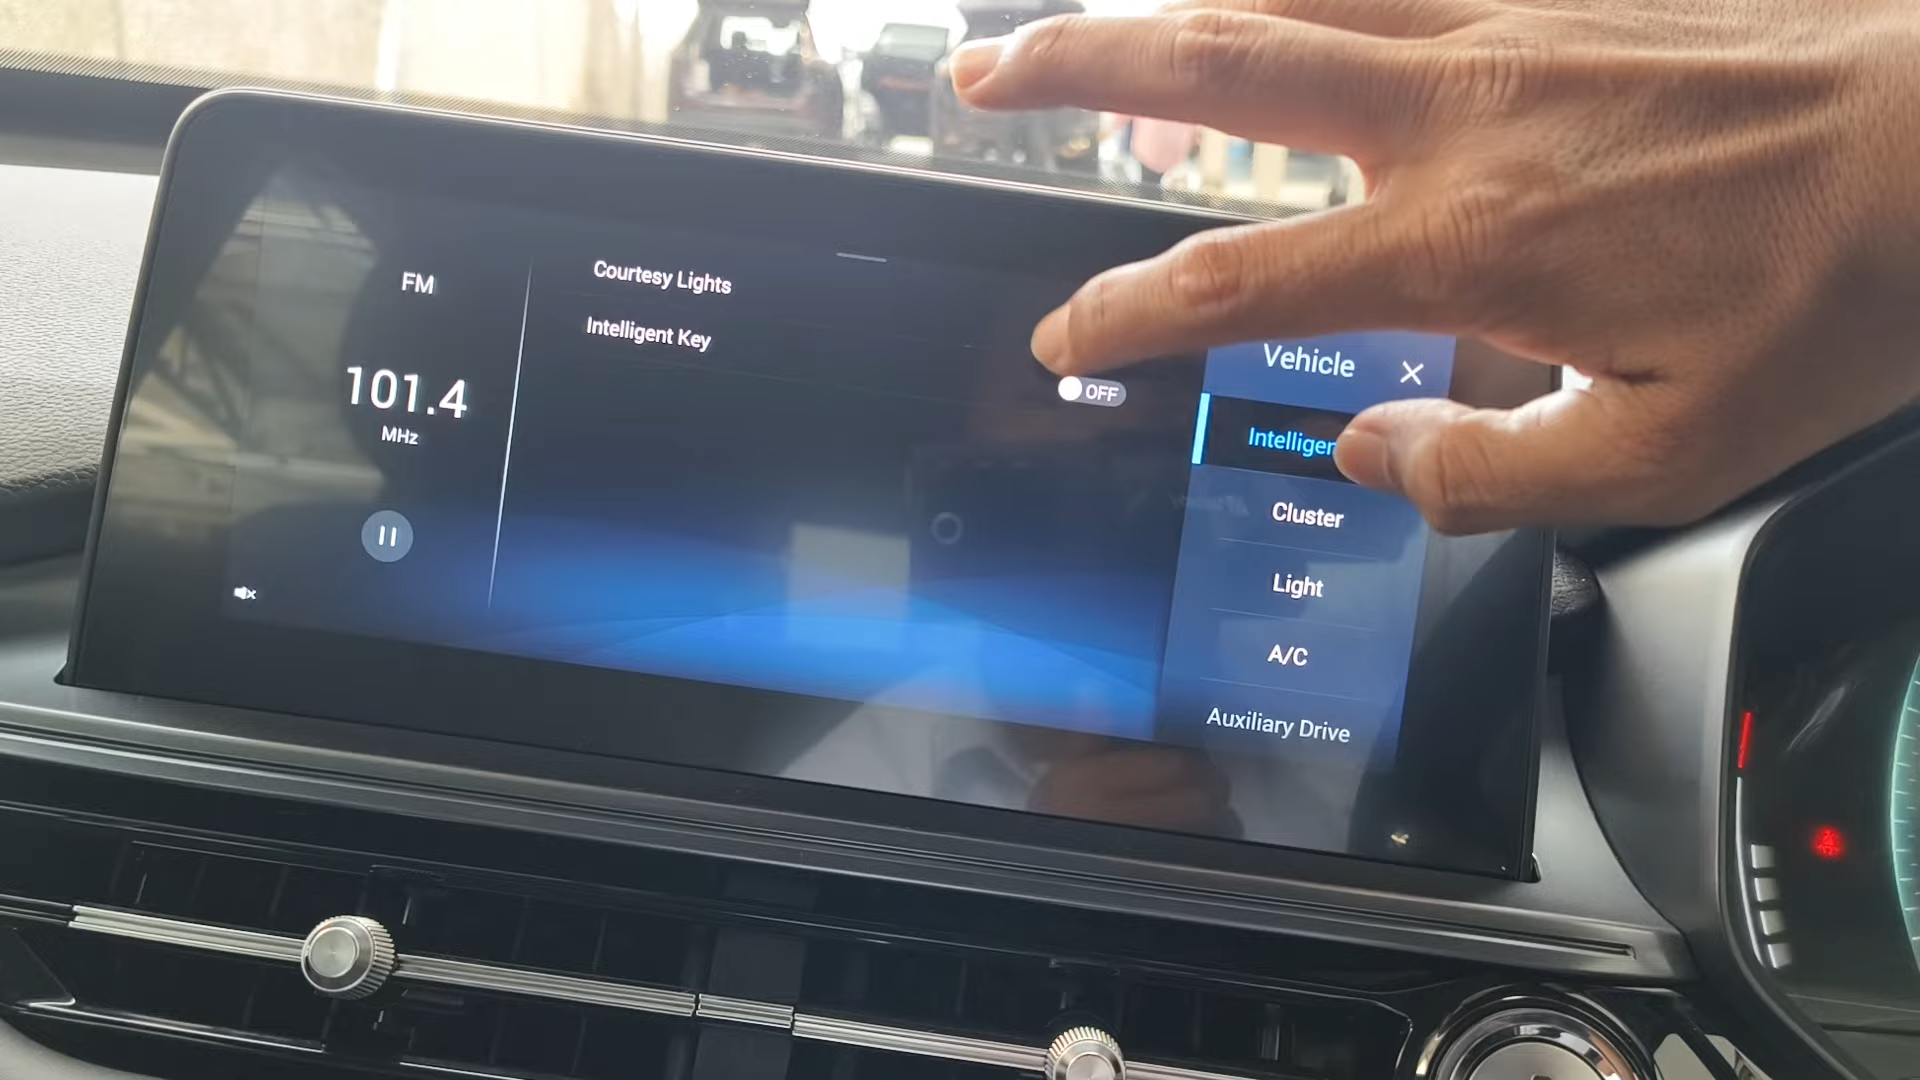 FM
101.4
MHz
Courtesy Lights
Intelligent Key
OFF
Vehicle
Intelligen
Cluster
Light
A/C
Auxiliary Drive